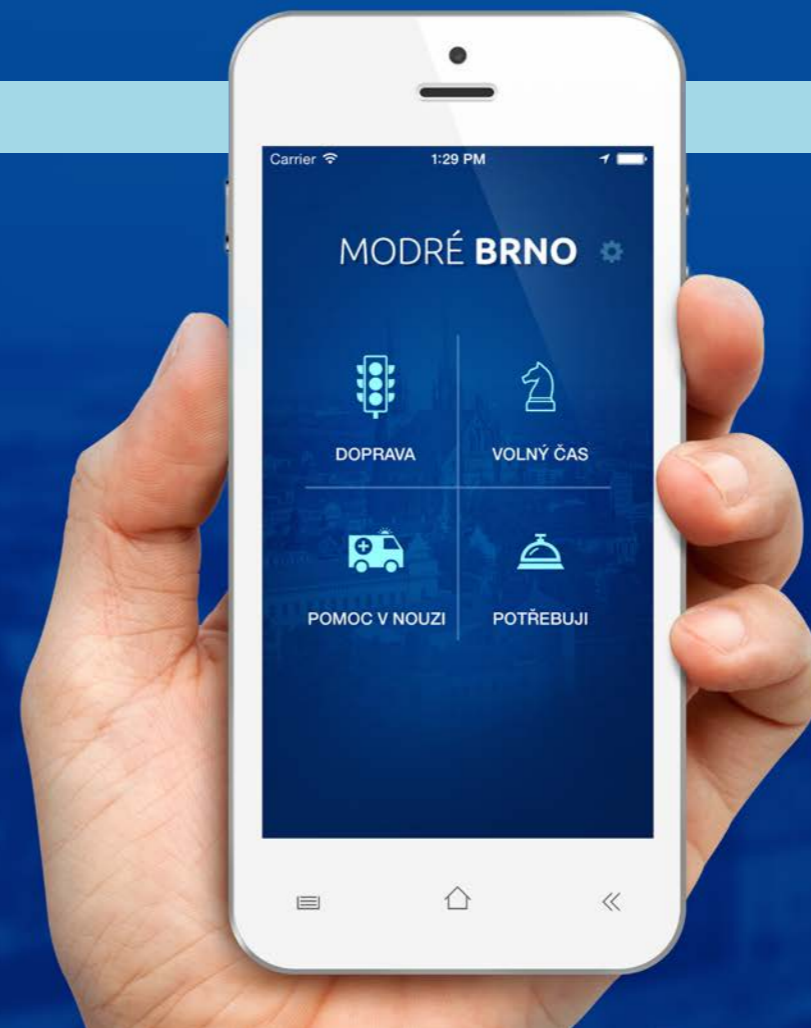 Carrier 1:29 PM
MODRÉ BRNO
DOPRAVA VOLNÝ ČAS
POMOC V NOUZI POTŘEBUJI